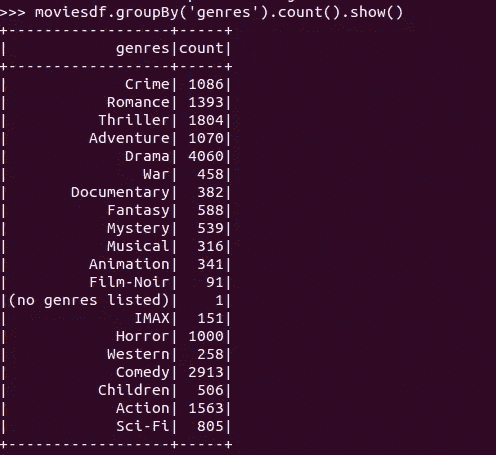 >>> moviesdf.groupBy('genres').count().show()
+------------------+-----+
|            genres|count|
+------------------+-----+
|             Crime| 1086|
|           Romance| 1393|
|          Thriller| 1804|
|         Adventure| 1070|
|             Drama| 4060|
|               War|  458|
|       Documentary|  382|
|           Fantasy|  588|
|           Mystery|  539|
|           Musical|  316|
|         Animation|  341|
|         Film-Noir|   91|
|(no genres listed)|    1|
|              IMAX|  151|
|            Horror| 1000|
|           Western|  258|
|            Comedy| 2913|
|          Children|  506|
|            Action| 1563|
|            Sci-Fi|  805|
+------------------+-----+